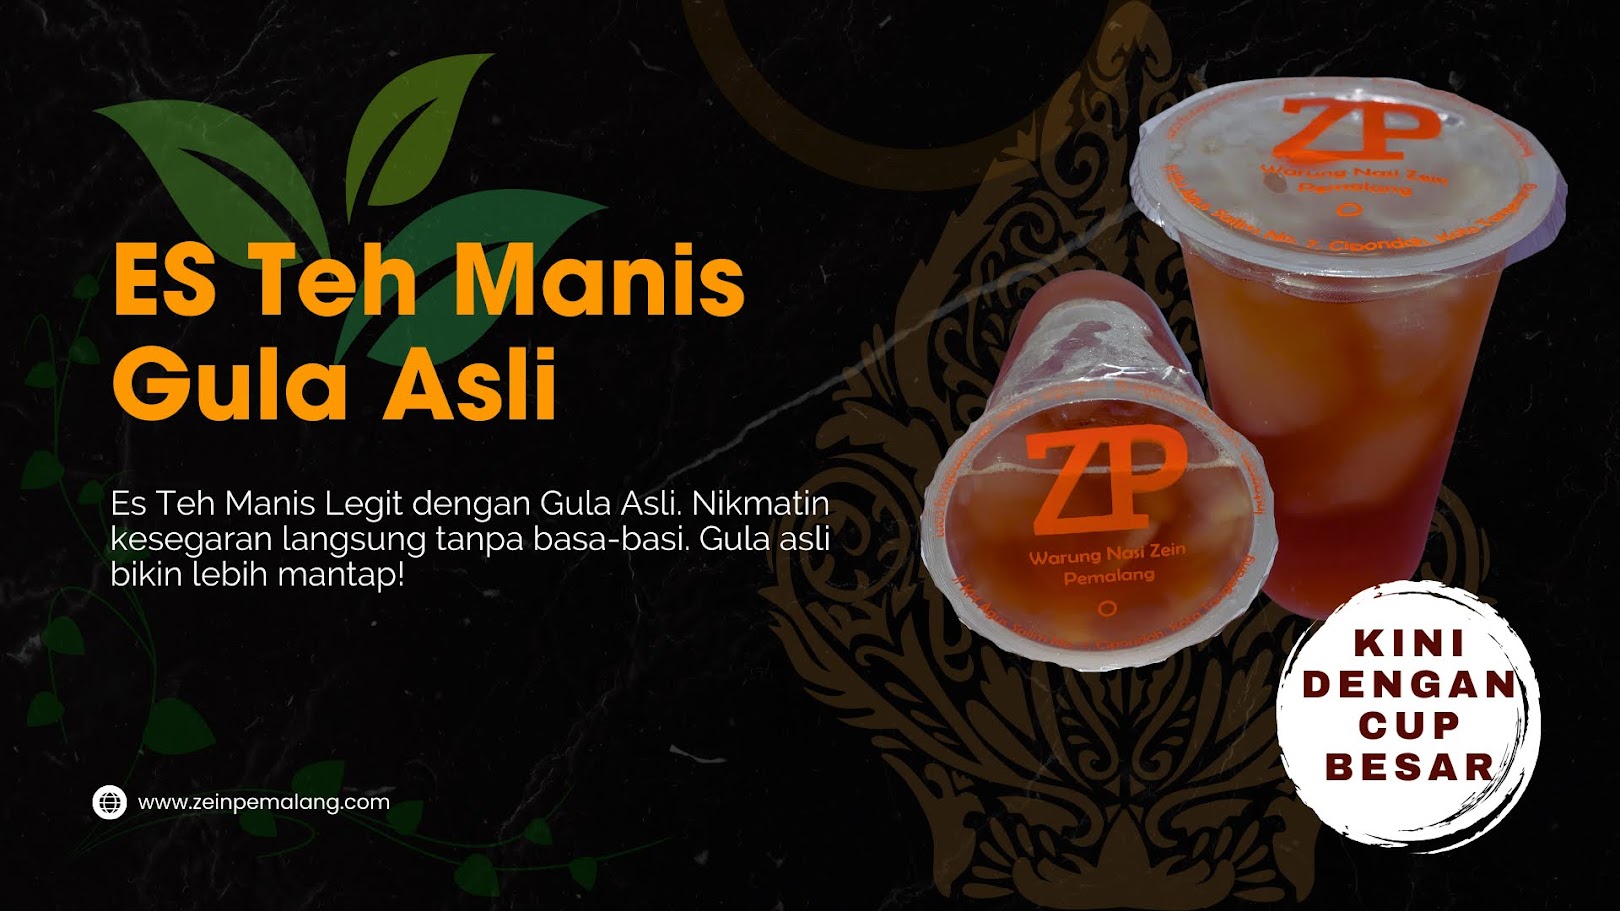 ES Teh Manis
Gula Asli
Es Teh Manis Legit dengan Gula Asli. Nikmatin
kesegaran langsung tanpa basa-basi. Gula asli
bikin lebih mantap!
www.zeinpemalang.com
ZP
Warung Nasi Zein
Pemalang
ZP
Warung Nasi Zein
Pemalang
KINI
DENGAN
CUP
BESAR